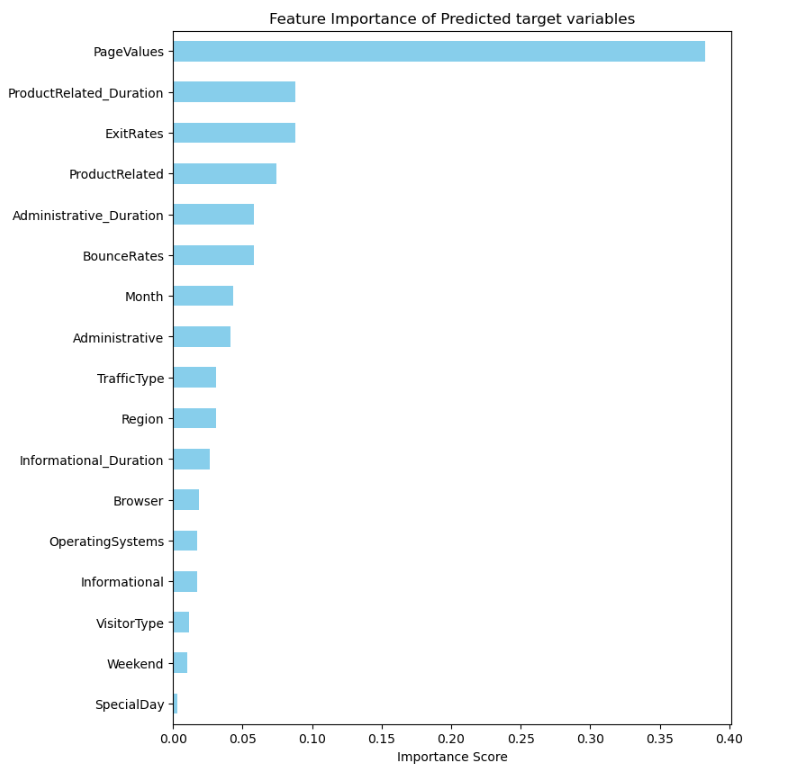 Feature Importance of Predicted target variables
PageValues
ProductRelated_Duration
ExitRates
ProductRelated
Administrative_Duration
BounceRates
Month
Administrative
TrafficType
Region
Informational_Duration
Browser
OperatingSystems
Informational
VisitorType
Weekend
SpecialDay
0.00 0.05 0.10 0.15 0.20 0.25 0.30 0.35 0.40
Importance Score